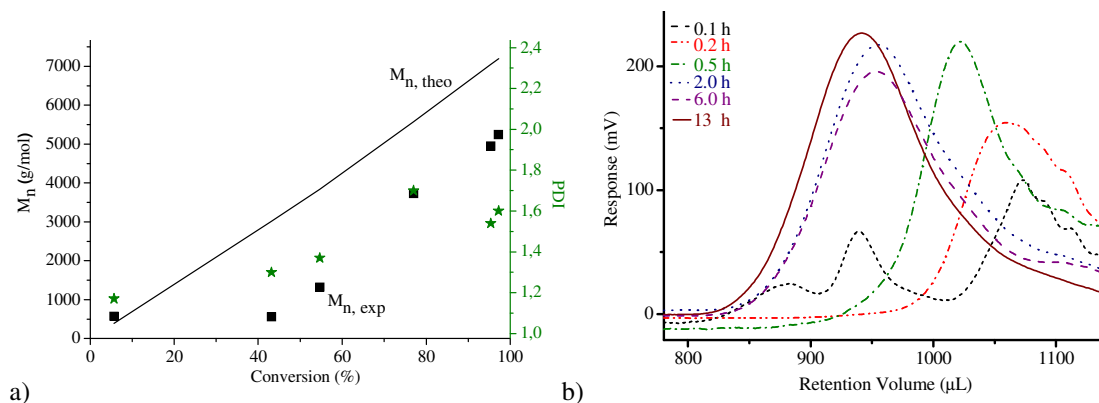 7000
6000
5000
4000
3000
2000
1000
0
Mn (g/mol)
0 20 40 60 80 100
Conversion (%)
2,4
2,2
2,0
1,8
1,6
1,4
1,2
1,0
PDI
Mn, theo
Mn, exp
a)
0.1 h
0.2 h
0.5 h
2.0 h
6.0 h
13 h
200
100
0
Response (mV)
800 900 1000 1100
Retention Volume (µL)
b)